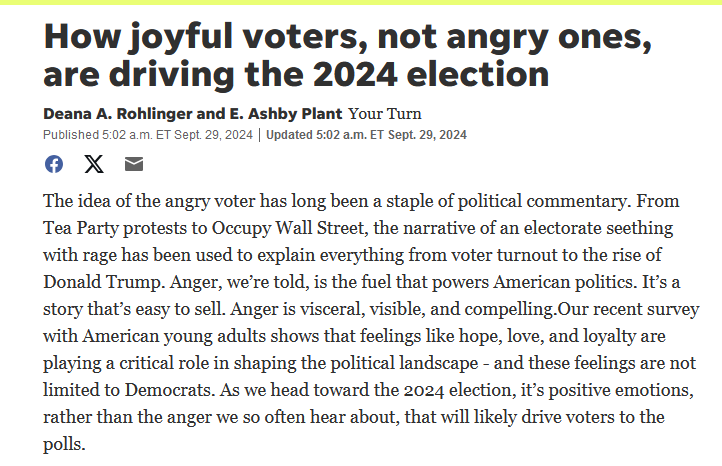 How joyful voters, not angry ones,
are driving the 2024 election
Deana A. Rohlinger and E. Ashby Plant Your Turn
Published 5:02 a.m. ET Sept. 29, 2024 | Updated 5:02 a.m. ET Sept. 29, 2024
The idea of the angry voter has long been a staple of political commentary. From
Tea Party protests to Occupy Wall Street, the narrative of an electorate seething
with rage has been used to explain everything from voter turnout to the rise of
Donald Trump. Anger, we’re told, is the fuel that powers American politics. It’s a
story that’s easy to sell. Anger is visceral, visible, and compelling.Our recent survey
with American young adults shows that feelings like hope, love, and loyalty are
playing a critical role in shaping the political landscape - and these feelings are not
limited to Democrats. As we head toward the 2024 election, it’s positive emotions,
rather than the anger we so often hear about, that will likely drive voters to the
polls.